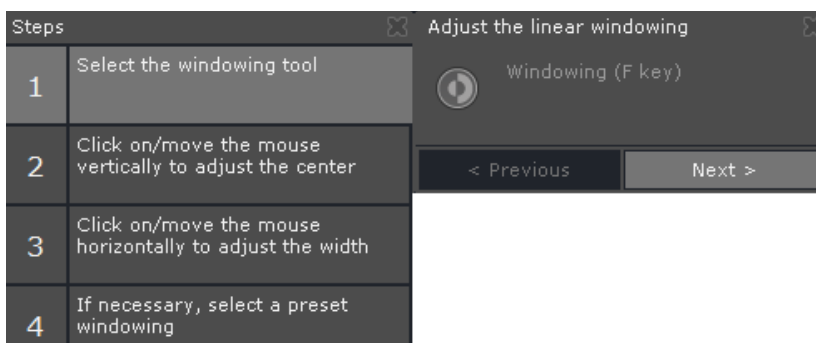 Steps
1
Select the windowing tool
2
Click on/move the mouse
vertically to adjust the center
3
Click on/move the mouse
horizontally to adjust the width
4
If necessary, select a preset
windowing
Adjust the linear windowing
Windowing (F key)
< Previous
Next >